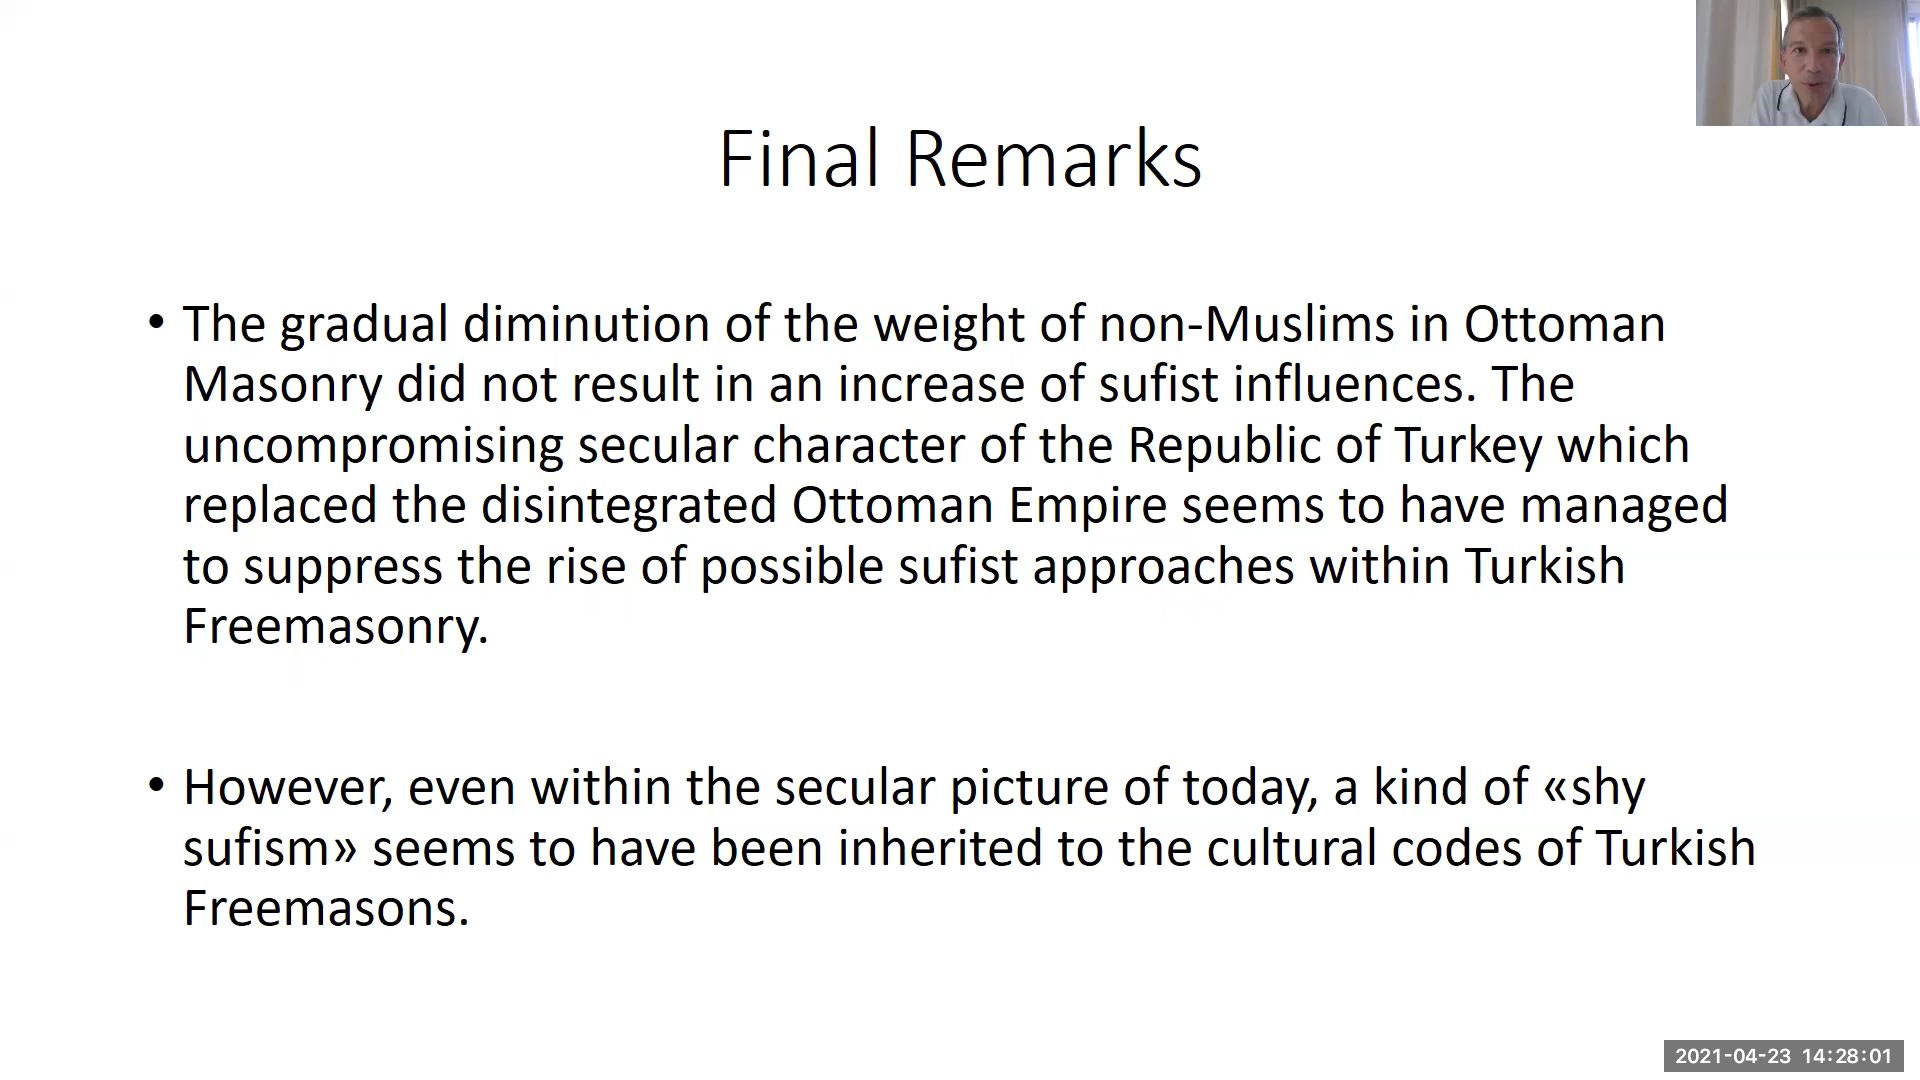 Final Remarks
• The gradual diminution of the weight of non-Muslims in Ottoman
Masonry did not result in an increase of sufist influences. The
uncompromising secular character of the Republic of Turkey which
replaced the disintegrated Ottoman Empire seems to have managed
to suppress the rise of possible sufist approaches within Turkish
Freemasonry.
• However, even within the secular picture of today, a kind of «shy
sufism» seems to have been inherited to the cultural codes of Turkish
Freemasons.
2021-04-23 14:28:01